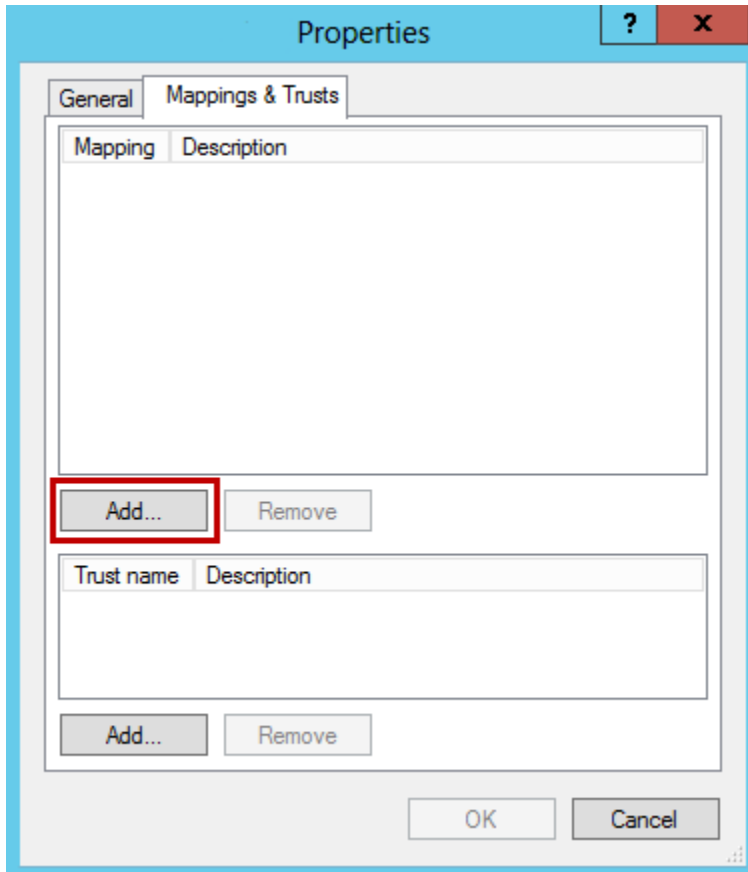 Properties
?
x
General Mappings & Trusts
Mapping Description
Add... Remove
Trust name Description
Add... Remove
OK Cancel